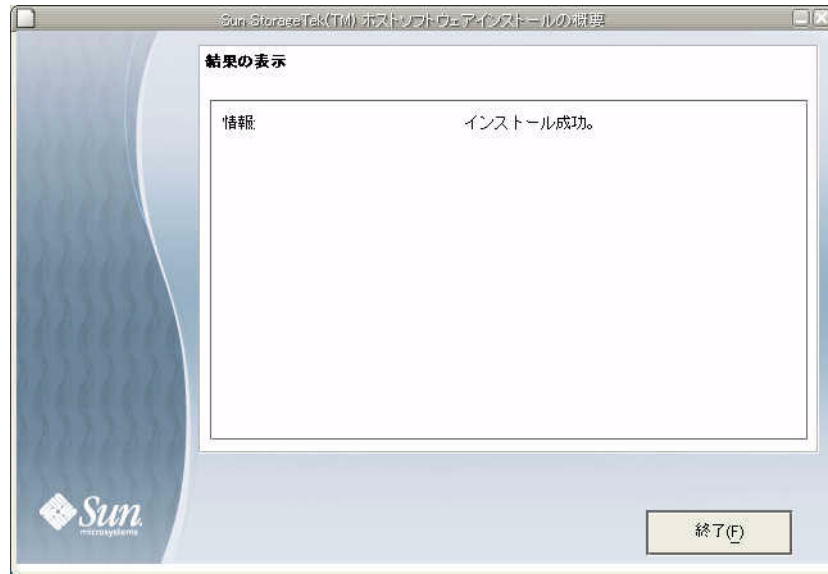 Sun StorageTek(TM) ホストソフトウェアインストールの概要
結果の表示
情報:
インストール成功。
Sun
microsystems
終了(F)